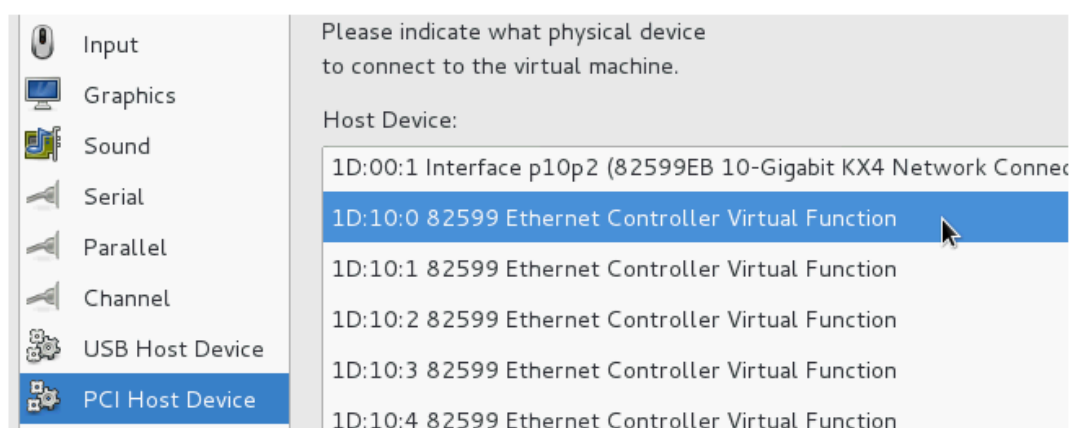 Input
Graphics
Sound
Serial
Parallel
Channel
USB Host Device
PCI Host Device
Please indicate what physical device
to connect to the virtual machine.
Host Device:
1D:00:1 Interface p10p2 (82599EB 10-Gigabit KX4 Network Connec
1D:10:0 82599 Ethernet Controller Virtual Function
1D:10:1 82599 Ethernet Controller Virtual Function
1D:10:2 82599 Ethernet Controller Virtual Function
1D:10:3 82599 Ethernet Controller Virtual Function
1D:10:4 82599 Ethernet Controller Virtual Function